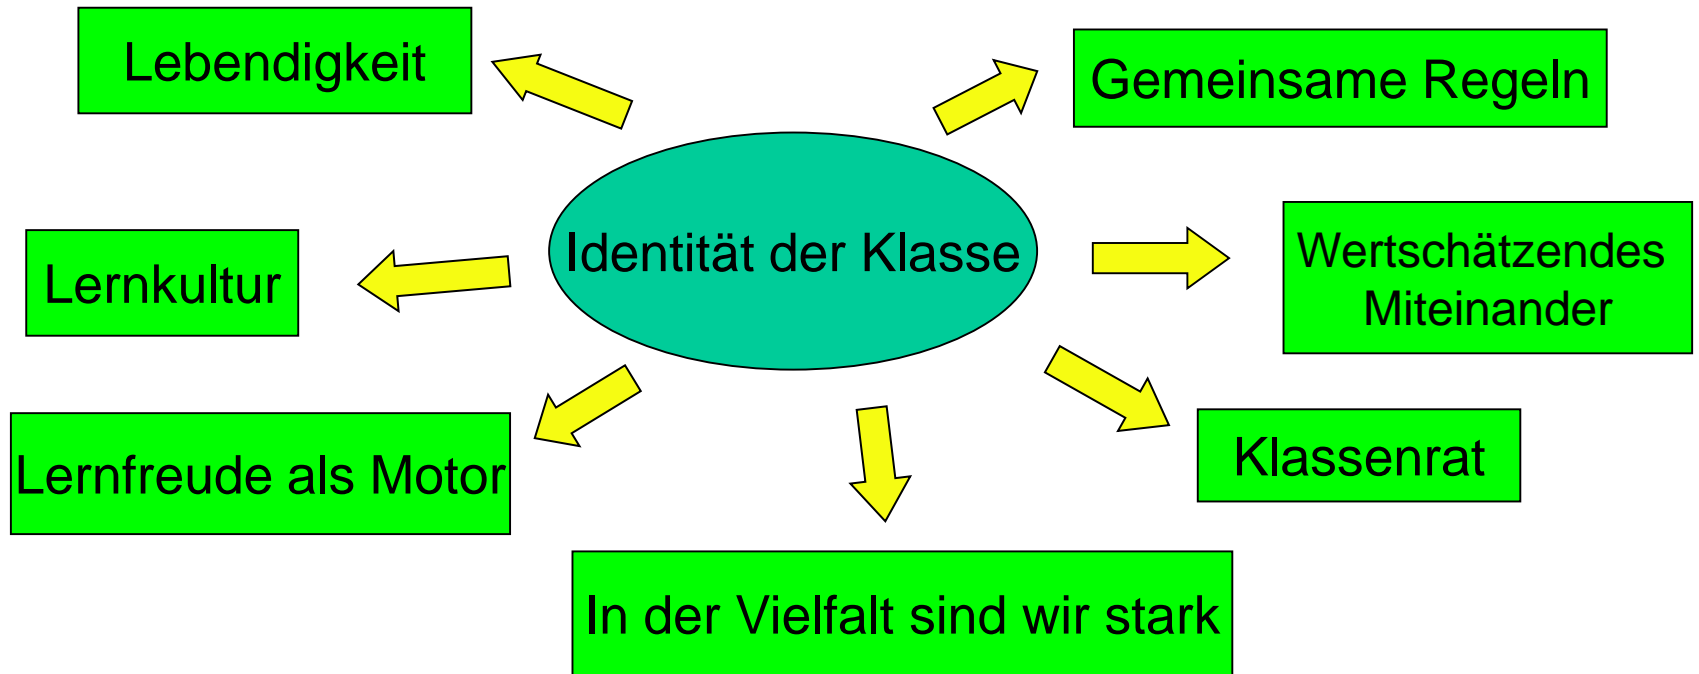 Lebendigkeit
Gemeinsame Regeln
Identität der Klasse
Wertschätzendes
Miteinander
Lernkultur
Lernfreude als Motor
Klassenrat
In der Vielfalt sind wir stark